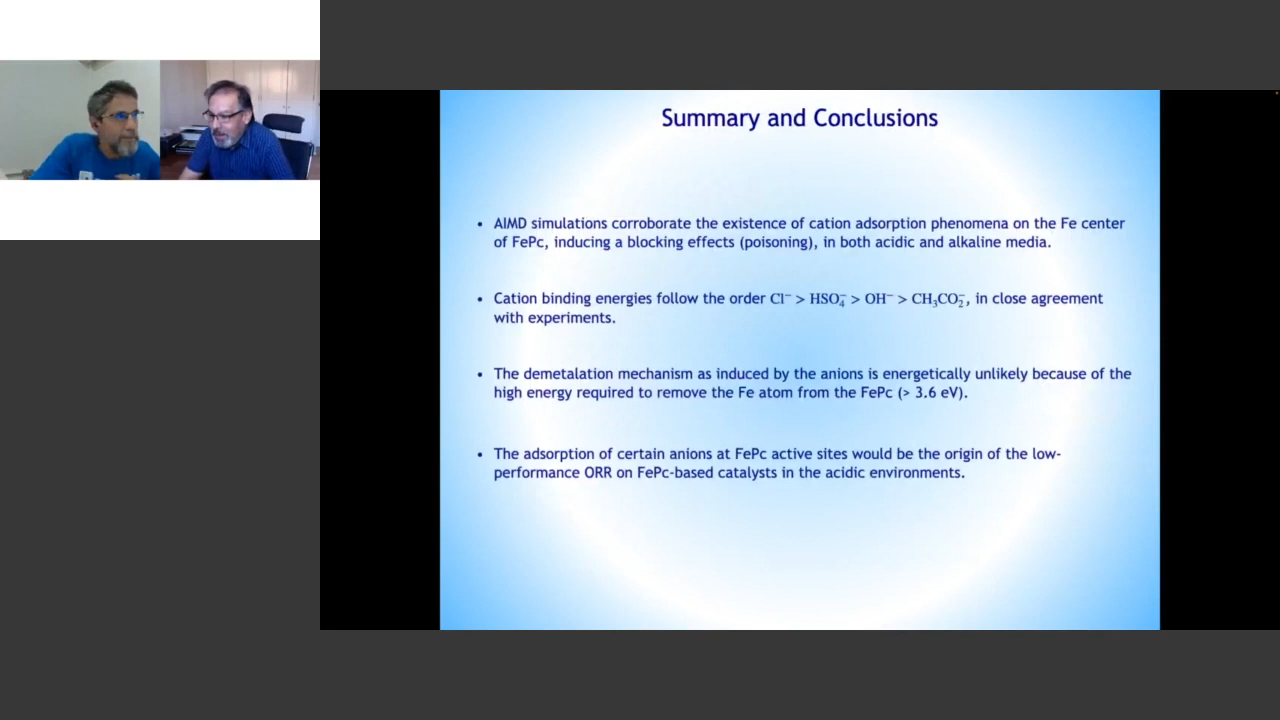 Summary and Conclusions
• AIMD simulations corroborate the existence of cation adsorption phenomena on the Fe center
of FePc, inducing a blocking effects (poisoning), in both acidic and alkaline media.
• Cation binding energies follow the order Cl⁻ > HSO₄⁻ > OH⁻ > CH₃CO₂⁻, in close agreement
with experiments.
• The demetalation mechanism as induced by the anions is energetically unlikely because of the
high energy required to remove the Fe atom from the FePc (> 3.6 eV).
• The adsorption of certain anions at FePc active sites would be the origin of the low-
performance ORR on FePc-based catalysts in the acidic environments.